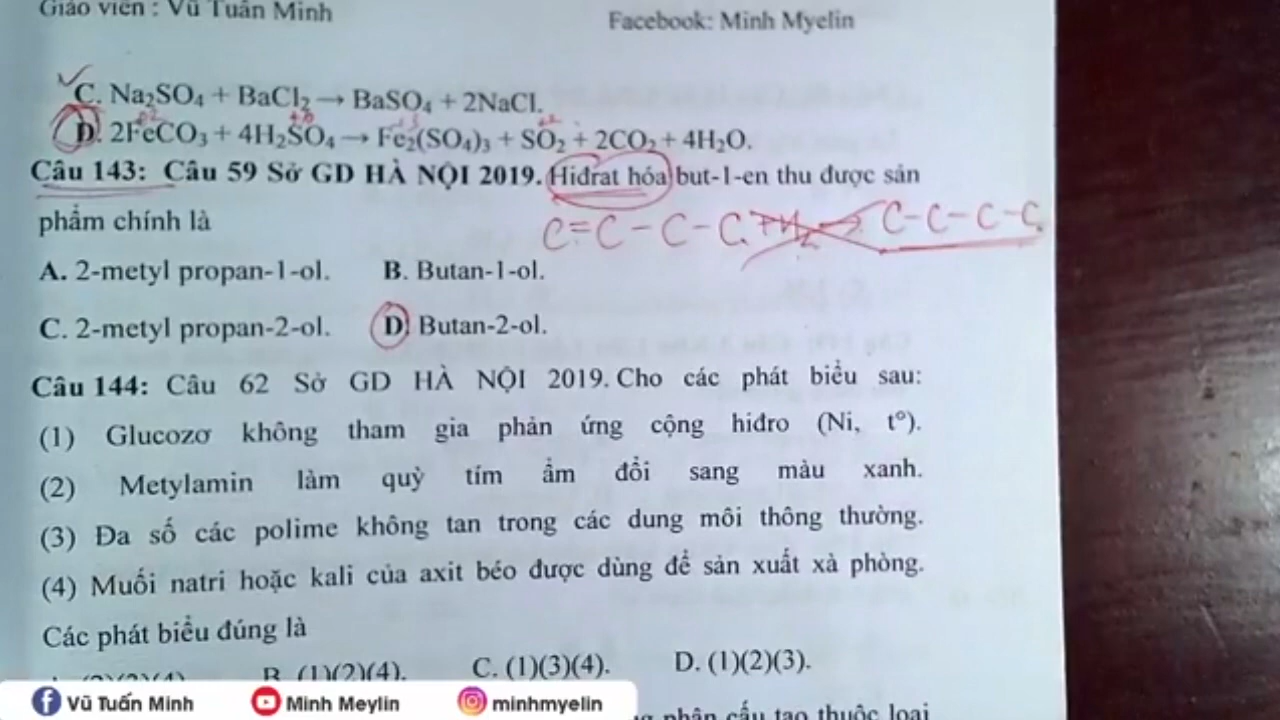 Giáo viên : Vũ Tuấn Minh
Facebook: Minh Myelin
C. Na₂SO₄ + BaCl₂ → BaSO₄ + 2NaCl.
D. 2FeCO₃ + 4H₂SO₄ → Fe₂(SO₄)₃ + SO₂ + 2CO₂ + 4H₂O.
Câu 143: Câu 59 Sở GD HÀ NỘI 2019. Hiđrat hóa but-1-en thu được sản
phẩm chính là
C=C-C-C +H₂ → C-C-C-C
A. 2-metyl propan-1-ol. B. Butan-1-ol.
C. 2-metyl propan-2-ol. D. Butan-2-ol.
Câu 144: Câu 62 Sở GD HÀ NỘI 2019. Cho các phát biểu sau:
(1) Glucozơ không tham gia phản ứng cộng hiđro (Ni, t°).
(2) Metylamin làm quỳ tím ẩm đổi sang màu xanh.
(3) Đa số các polime không tan trong các dung môi thông thường.
(4) Muối natri hoặc kali của axit béo được dùng để sản xuất xà phòng.
Các phát biểu đúng là
B. (1)(2)(4). C. (1)(3)(4). D. (1)(2)(3).
phân cấu tạo thuộc loại
Vũ Tuấn Minh Minh Meylin minhmyelin